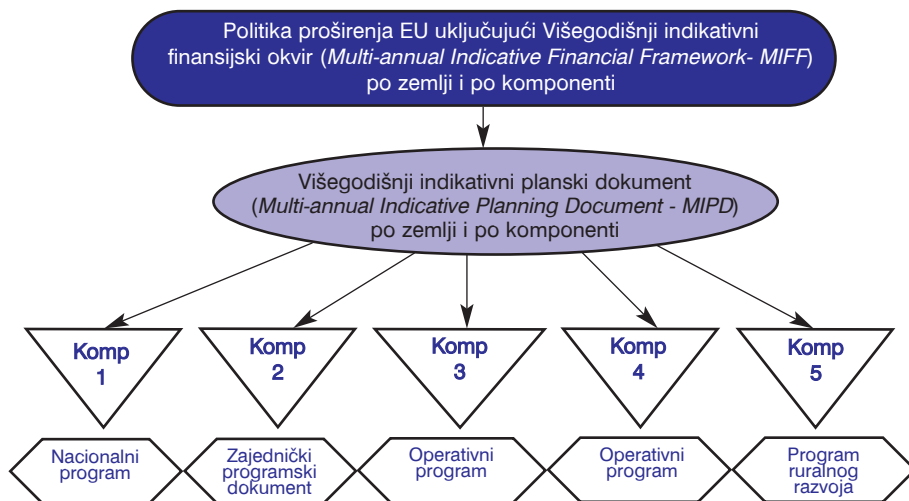 Politika proširenja EU uključujući Višegodišnji indikativni
finansijski okvir (Multi-annual Indicative Financial Framework- MIFF)
po zemlji i po komponenti
Višegodišnji indikativni planski dokument
(Multi-annual Indicative Planning Document - MIPD)
po zemlji i po komponenti
Komp
1
Komp
2
Komp
3
Komp
4
Komp
5
Nacionalni
program
Zajednički
programski
dokument
Operativni
program
Operativni
program
Program
ruralnog
razvoja